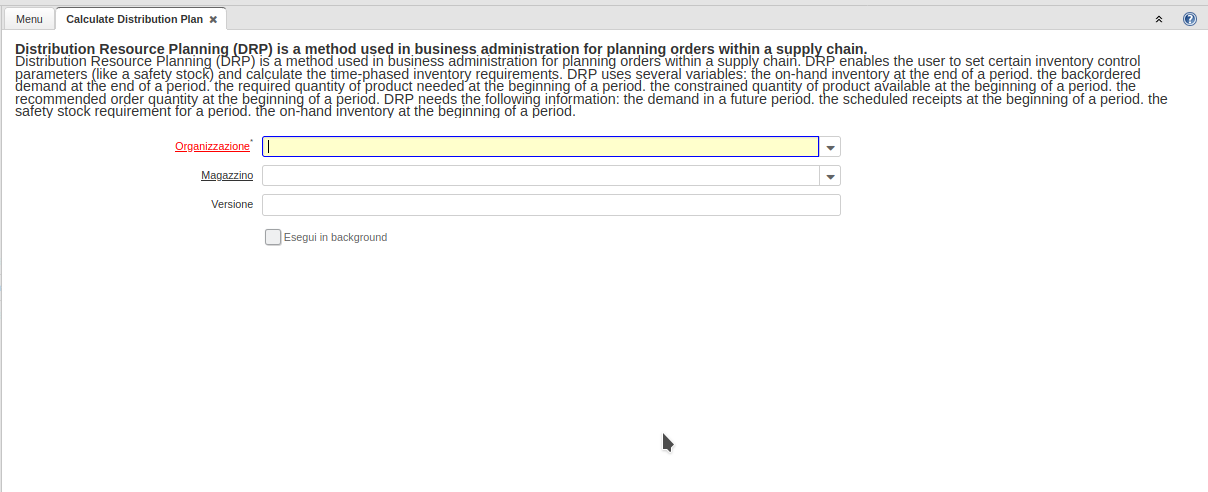 Menu
Calculate Distribution Plan
Distribution Resource Planning (DRP) is a method used in business administration for planning orders within a supply chain.
Distribution Resource Planning (DRP) is a method used in business administration for planning orders within a supply chain. DRP enables the user to set certain inventory control
parameters (like a safety stock) and calculate the time-phased inventory requirements. DRP uses several variables: the on-hand inventory at the end of a period. the backordered
demand at the end of a period. the required quantity of product needed at the beginning of a period. the constrained quantity of product available at the beginning of a period. the
recommended order quantity at the beginning of a period. DRP needs the following information: the demand in a future period. the scheduled receipts at the beginning of a period. the
safety stock requirement for a period. the on-hand inventory at the beginning of a period.
Organizzazione*
Magazzino
Versione
Esegui in background